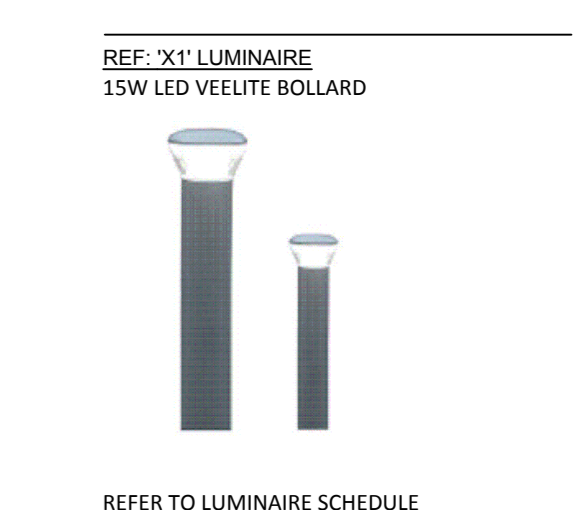 REF: 'X1' LUMINAIRE
15W LED VEELITE BOLLARD
REFER TO LUMINAIRE SCHEDULE